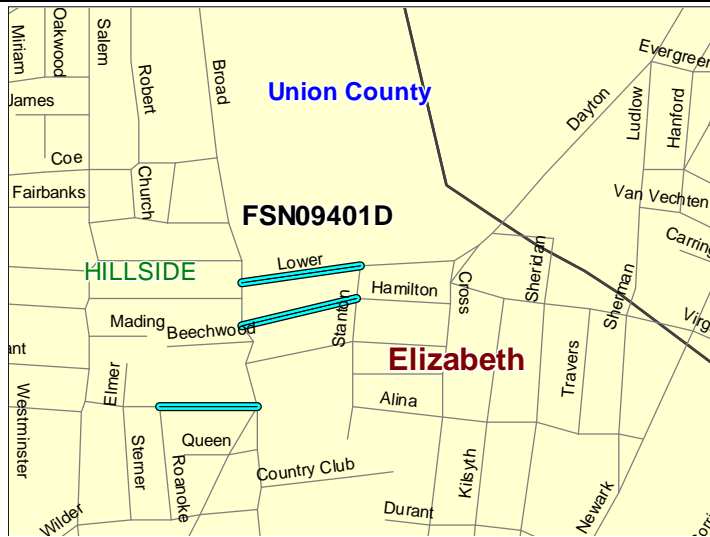 Miriam
Oakwood
Salem
Robert
Broad
Evergreen
Union County
Dayton
Ludlow
Hanford
James
Coe
Fairbanks
Church
Van Vechten
FSN09401D
Carring
Lower
HILLSIDE
Hamilton
Cross
Sheridan
Sherman
Mading
Beechwood
Stanton
Virg
ant
Elizabeth
Travers
Elmer
Westminster
Alina
Sterner
Queen
Roanoke
Country Club
Kilsyth
Newark
Wilder
Durant